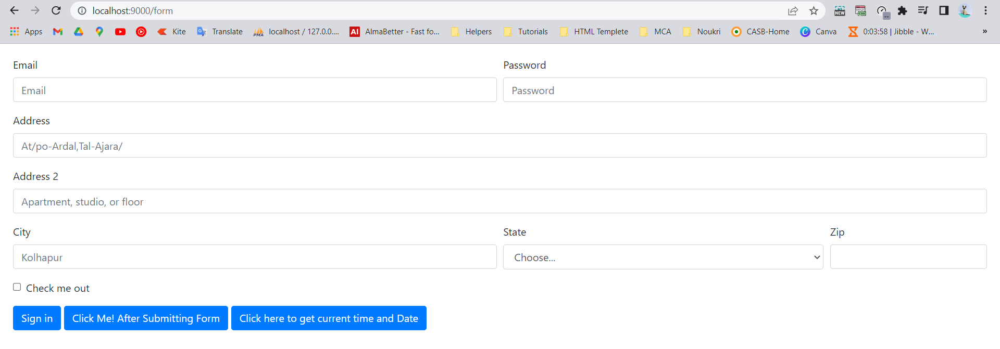 localhost:9000/form
NEW
Apps
Kite
Translate
PMA
localhost / 127.0.0....
AI
AlmaBetter - Fast fo...
Helpers
Tutorials
HTML Templete
MCA
Noukri
CASB-Home
Canva
0:03:58 | Jibble - W...
»
Email Password
Email Password
Address
At/po-Ardal,Tal-Ajara/
Address 2
Apartment, studio, or floor
City State Zip
Kolhapur Choose...
Check me out
Sign in Click Me! After Submitting Form Click here to get current time and Date